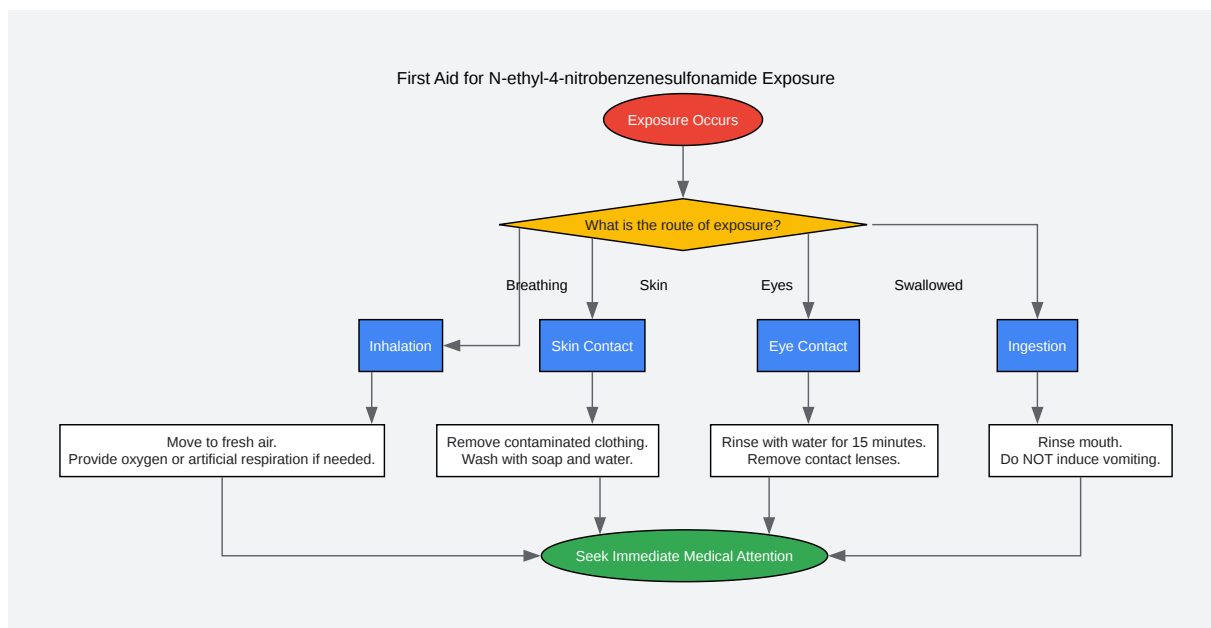 First Aid for N-ethyl-4-nitrobenzenesulfonamide Exposure
Exposure Occurs
What is the route of exposure?
Breathing
Skin
Eyes
Swallowed
Inhalation
Skin Contact
Eye Contact
Ingestion
Move to fresh air.
Provide oxygen or artificial respiration if needed.
Remove contaminated clothing.
Wash with soap and water.
Rinse with water for 15 minutes.
Remove contact lenses.
Rinse mouth.
Do NOT induce vomiting.
Seek Immediate Medical Attention